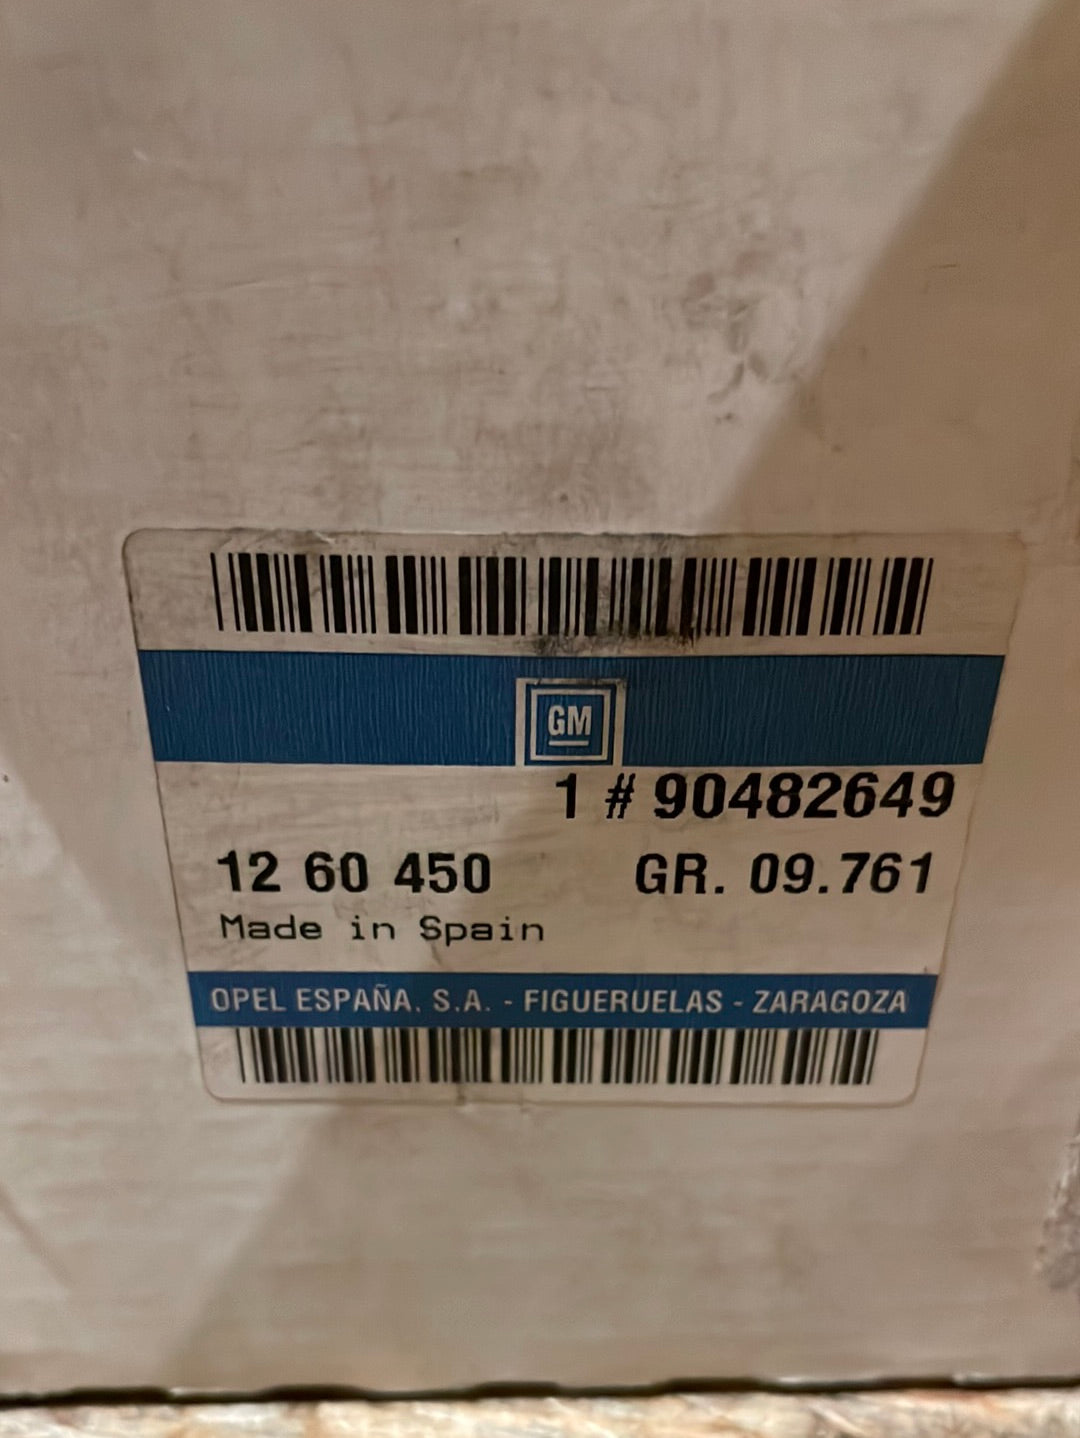 GM
1 # 90482649
12 60 450 GR. 09.761
Made in Spain
OPEL ESPAÑA, S.A. - FIGUERUELAS - ZARAGOZA